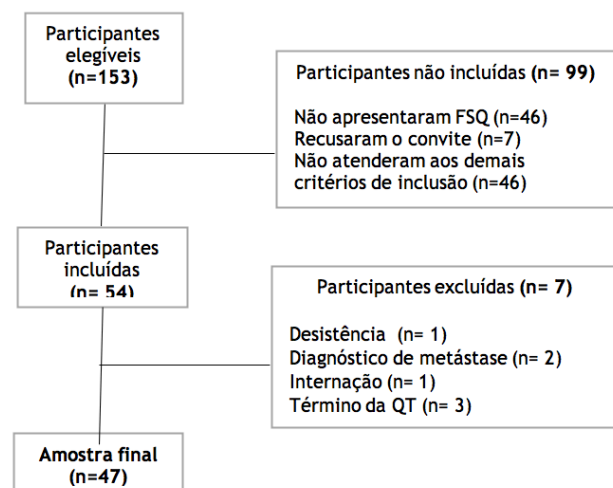 Participantes
elegíveis
(n=153)
Participantes não incluídas (n= 99)
Não apresentaram FSQ (n=46)
Recusaram o convite (n=7)
Não atenderam aos demais
critérios de inclusão (n=46)
Participantes
incluídas
(n= 54)
Participantes excluídas (n= 7)
Desistência (n= 1)
Diagnóstico de metástase (n= 2)
Internação (n= 1)
Término da QT (n= 3)
Amostra final
(n=47)